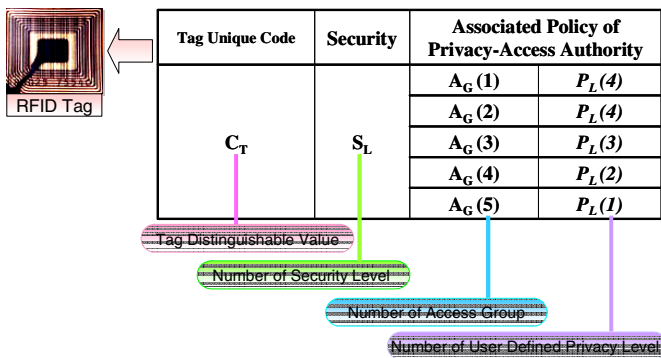 Tag Unique Code
Security
Associated Policy of
Privacy-Access Authority
RFID Tag
C_T
S_L
A_G (1) P_L (4)
A_G (2) P_L (4)
A_G (3) P_L (3)
A_G (4) P_L (2)
A_G (5) P_L (1)
Tag Distinguishable Value
Number of Security Level
Number of Access Group
Number of User Defined Privacy Level